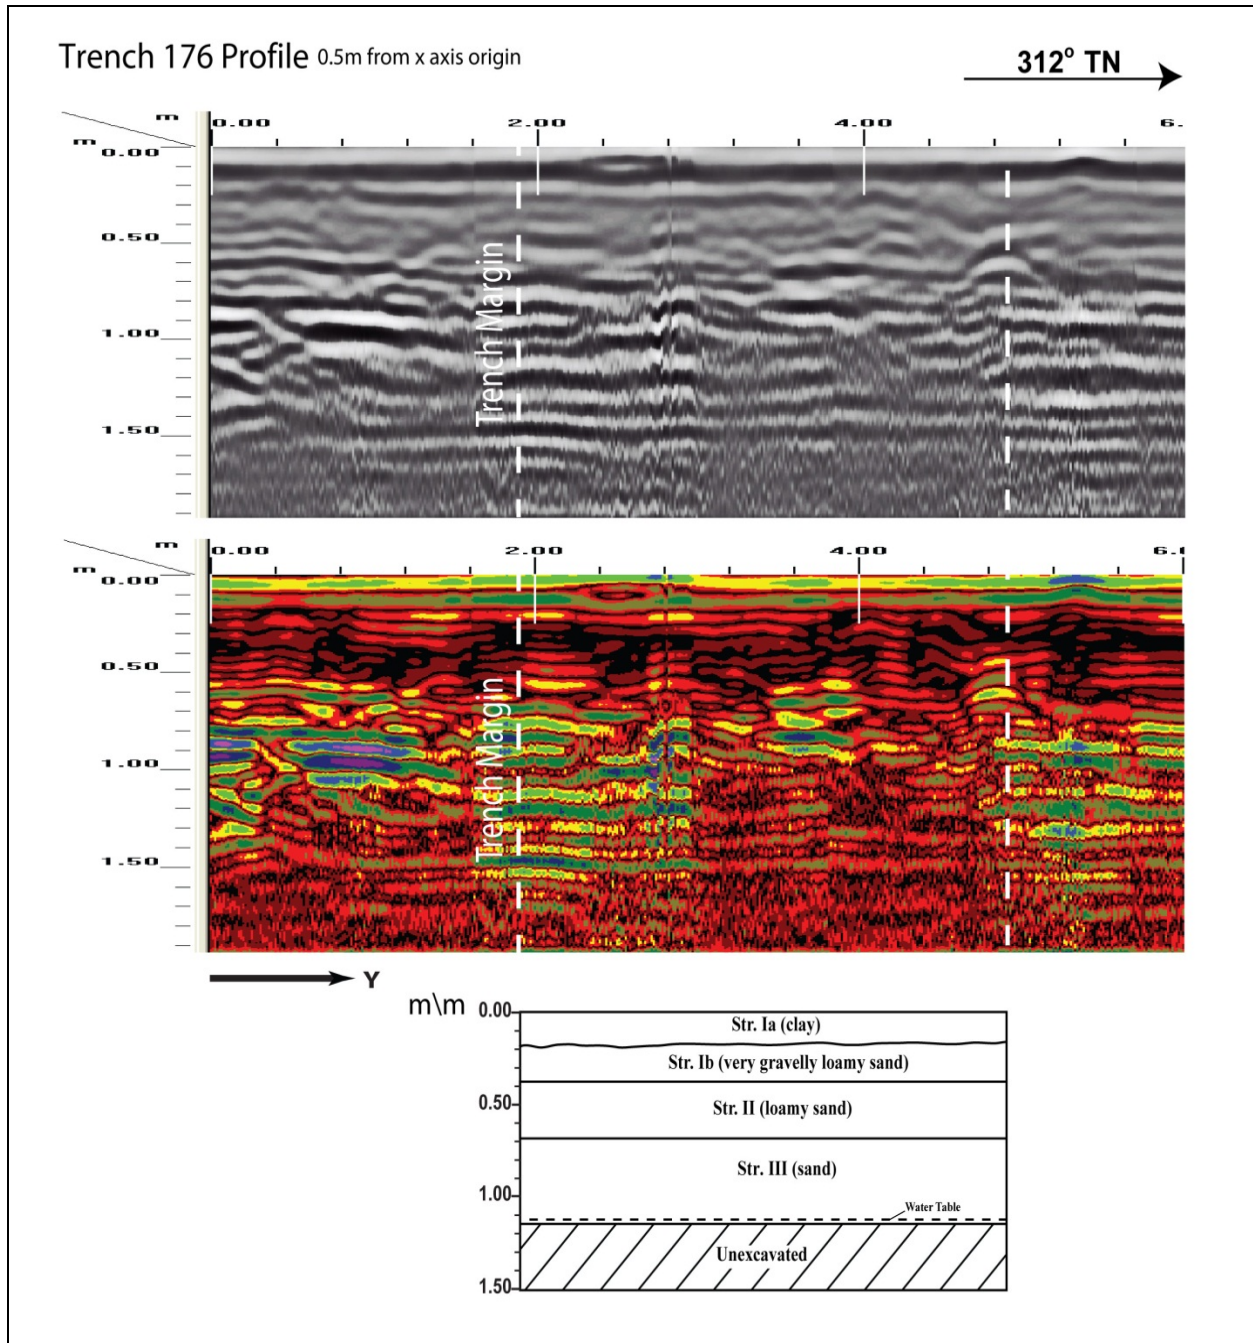 Trench 176 Profile 0.5m from x axis origin
312° TN
m 0.00 2.00 4.00 6.
m
0.00
0.50
1.00
1.50
Trench Margin
m 0.00 2.00 4.00 6.0
m
0.00
0.50
1.00
1.50
Trench Margin
Y
m\m
0.00
Str. Ia (clay)
Str. Ib (very gravelly loamy sand)
0.50
Str. II (loamy sand)
Str. III (sand)
1.00
Water Table
Unexcavated
1.50